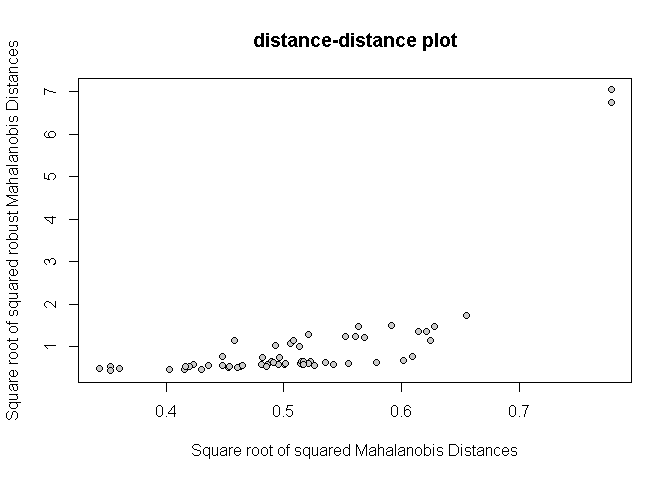 distance-distance plot
Square root of squared robust Mahalanobis Distances
7
6
5
4
3
2
1
0.4 0.5 0.6 0.7
Square root of squared Mahalanobis Distances